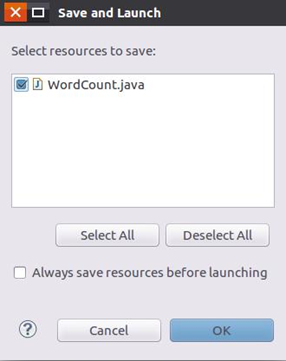 Save and Launch
Select resources to save:
WordCount.java
Select All Deselect All
Always save resources before launching
? Cancel OK